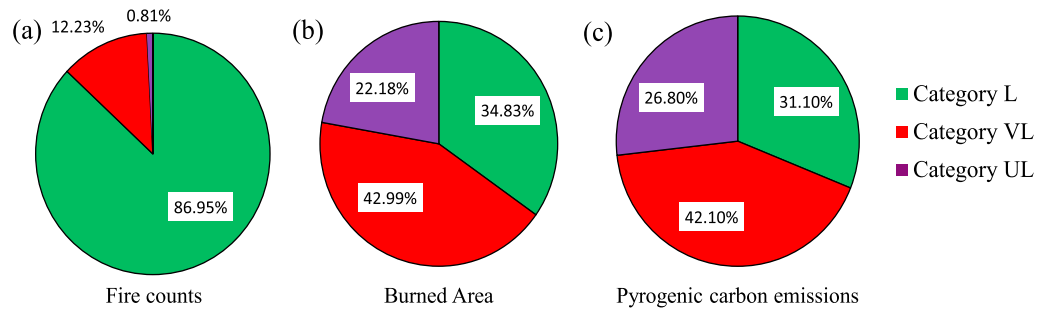 (a)
12.23%
0.81%
86.95%
Fire counts
(b)
22.18%
34.83%
42.99%
Burned Area
(c)
26.80%
31.10%
42.10%
Pyrogenic carbon emissions
Category L
Category VL
Category UL